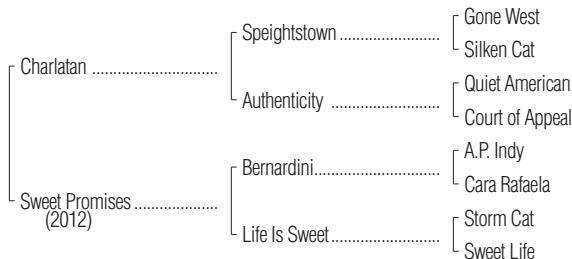 Gone West
Speightstown ......................
Silken Cat
Charlatan ............................
Quiet American
Authenticity ........................
Court of Appeal
A.P. Indy
Bernardini............................
Cara Rafaela
Sweet Promises ..................
(2012)
Storm Cat
Life Is Sweet........................
Sweet Life